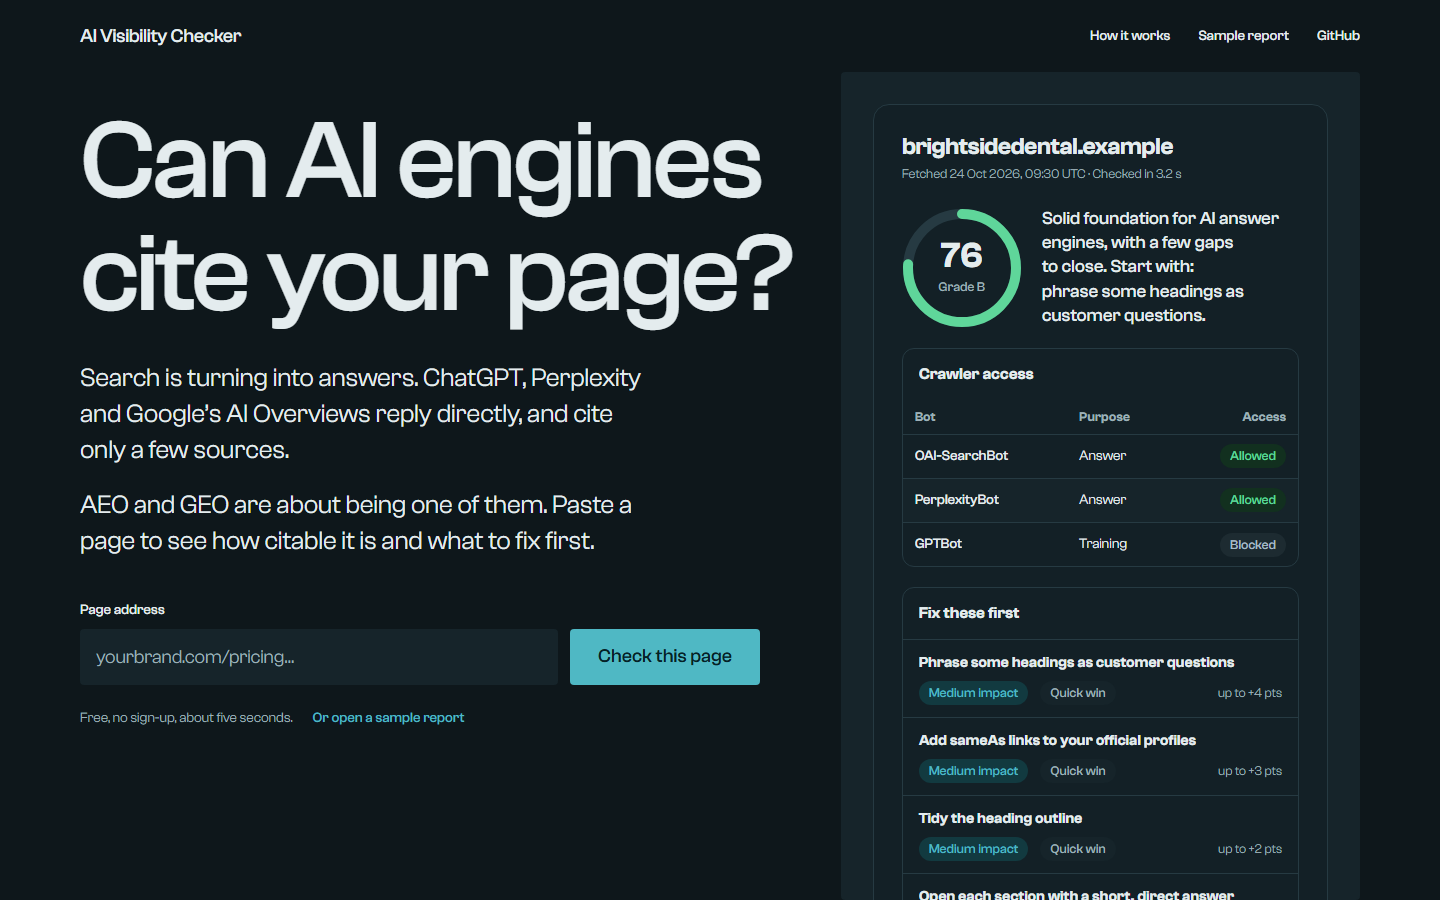 AI Visibility Checker
How it works
Sample report
GitHub
Can AI engines
cite your page?
Search is turning into answers. ChatGPT, Perplexity
and Google's AI Overviews reply directly, and cite
only a few sources.
AEO and GEO are about being one of them. Paste a
page to see how citable it is and what to fix first.
Page address
yourbrand.com/pricing...
Check this page
Free, no sign-up, about five seconds.
Or open a sample report
brightsidedental.example
Fetched 24 Oct 2026, 09:30 UTC · Checked in 3.2 s
76
Grade B
Solid foundation for AI answer
engines, with a few gaps
to close. Start with:
phrase some headings as
customer questions.
Crawler access
Bot Purpose Access
OAI-SearchBot Answer Allowed
PerplexityBot Answer Allowed
GPTBot Training Blocked
Fix these first
Phrase some headings as customer questions
Medium impact Quick win up to +4 pts
Add sameAs links to your official profiles
Medium impact Quick win up to +3 pts
Tidy the heading outline
Medium impact Quick win up to +2 pts
Open each section with a short, direct answer